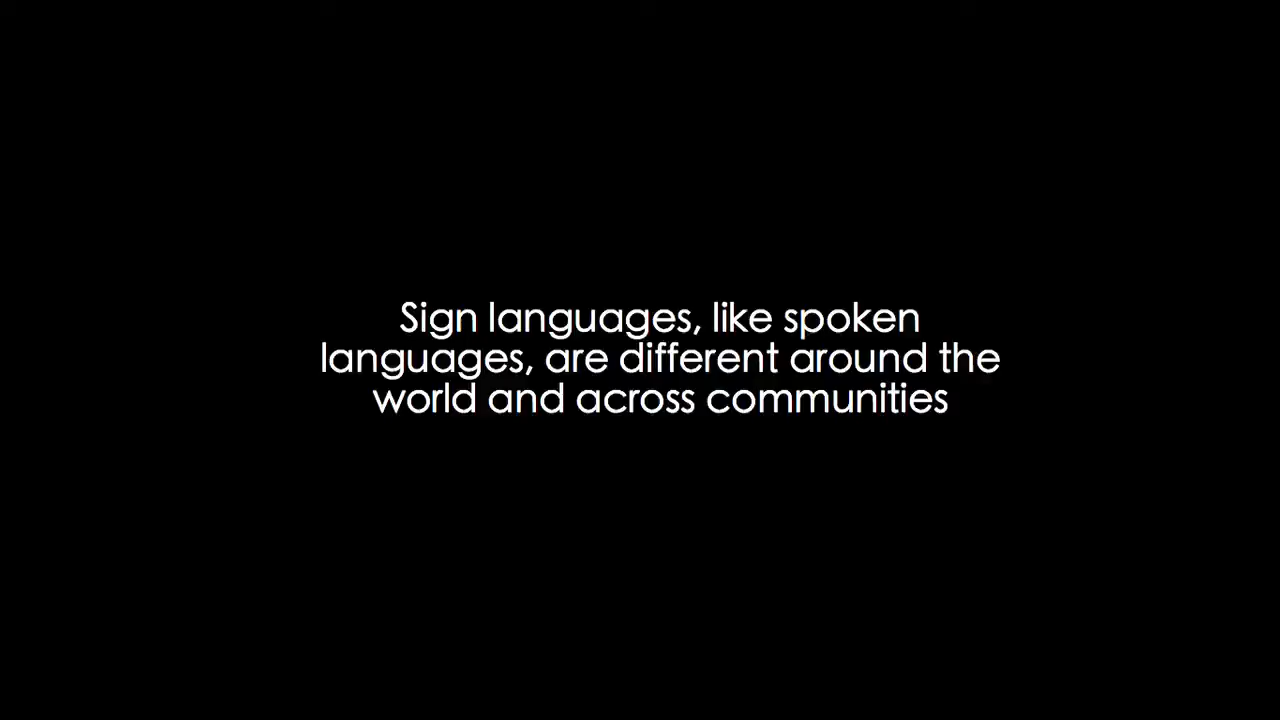 Sign languages, like spoken
languages, are different around the
world and across communities